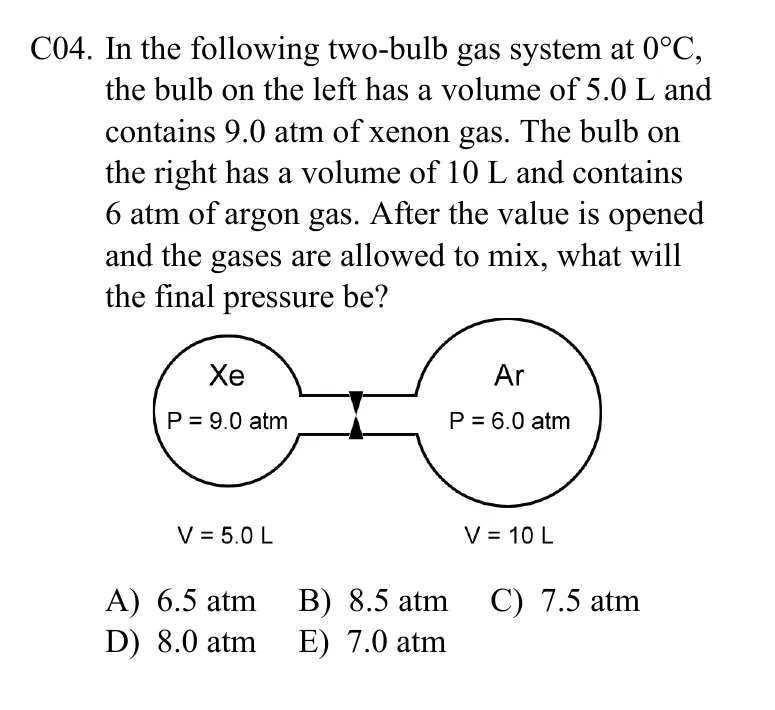 C04. In the following two-bulb gas system at 0°C,
the bulb on the left has a volume of 5.0 L and
contains 9.0 atm of xenon gas. The bulb on
the right has a volume of 10 L and contains
6 atm of argon gas. After the value is opened
and the gases are allowed to mix, what will
the final pressure be?
Xe Ar
P = 9.0 atm P = 6.0 atm
V = 5.0 L V = 10 L
A) 6.5 atm B) 8.5 atm C) 7.5 atm
D) 8.0 atm E) 7.0 atm